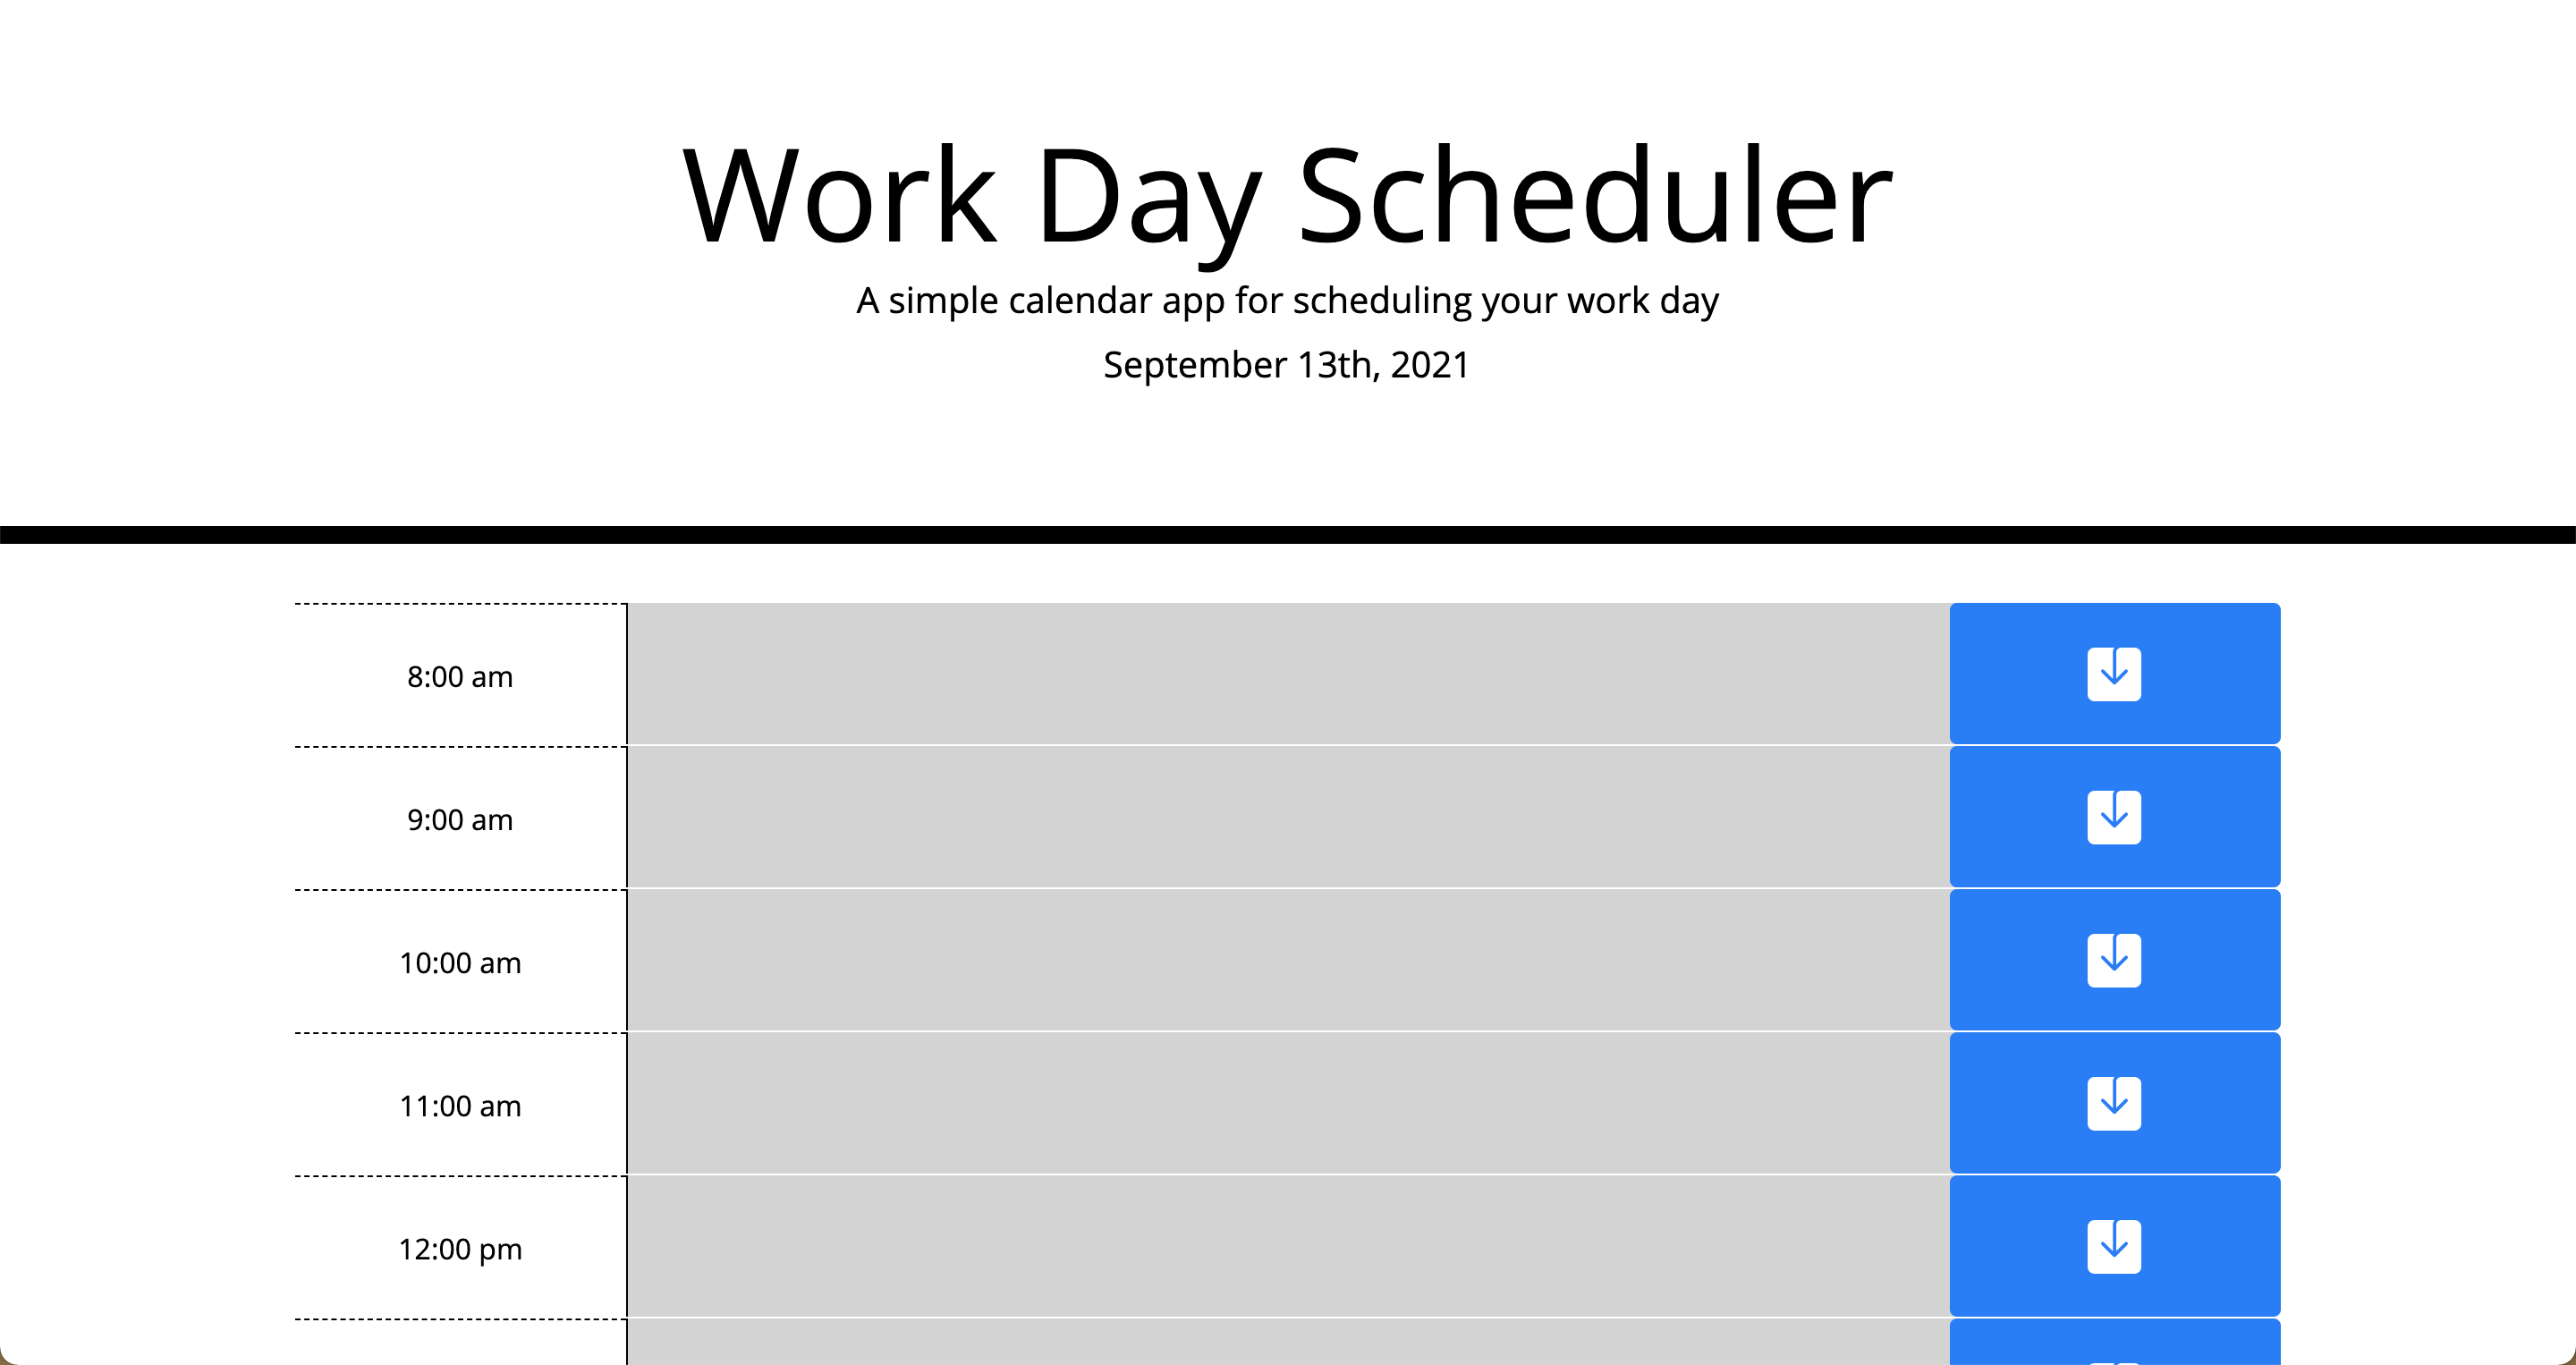 Work Day Scheduler
A simple calendar app for scheduling your work day
September 13th, 2021
8:00 am
9:00 am
10:00 am
11:00 am
12:00 pm